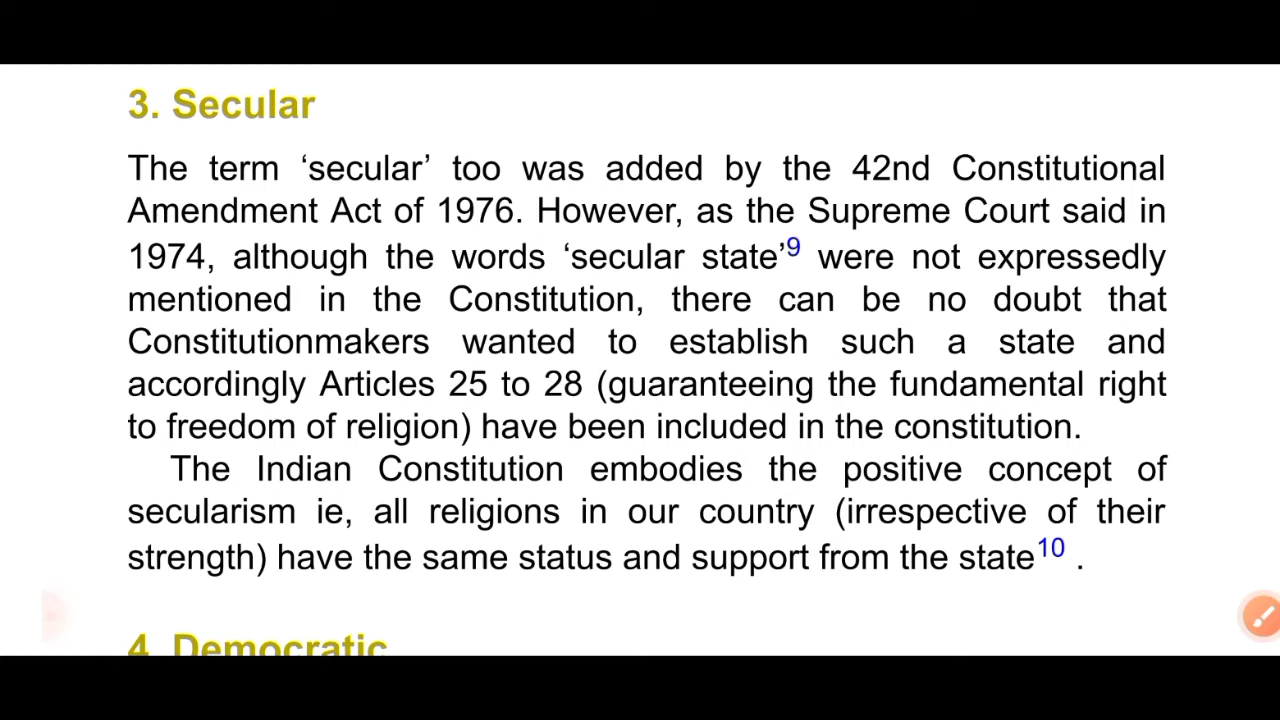 3. Secular
The term ‘secular’ too was added by the 42nd Constitutional
Amendment Act of 1976. However, as the Supreme Court said in
1974, although the words ‘secular state’9 were not expressedly
mentioned in the Constitution, there can be no doubt that
Constitutionmakers wanted to establish such a state and
accordingly Articles 25 to 28 (guaranteeing the fundamental right
to freedom of religion) have been included in the constitution.
The Indian Constitution embodies the positive concept of
secularism ie, all religions in our country (irrespective of their
strength) have the same status and support from the state10 .
4. Democratic